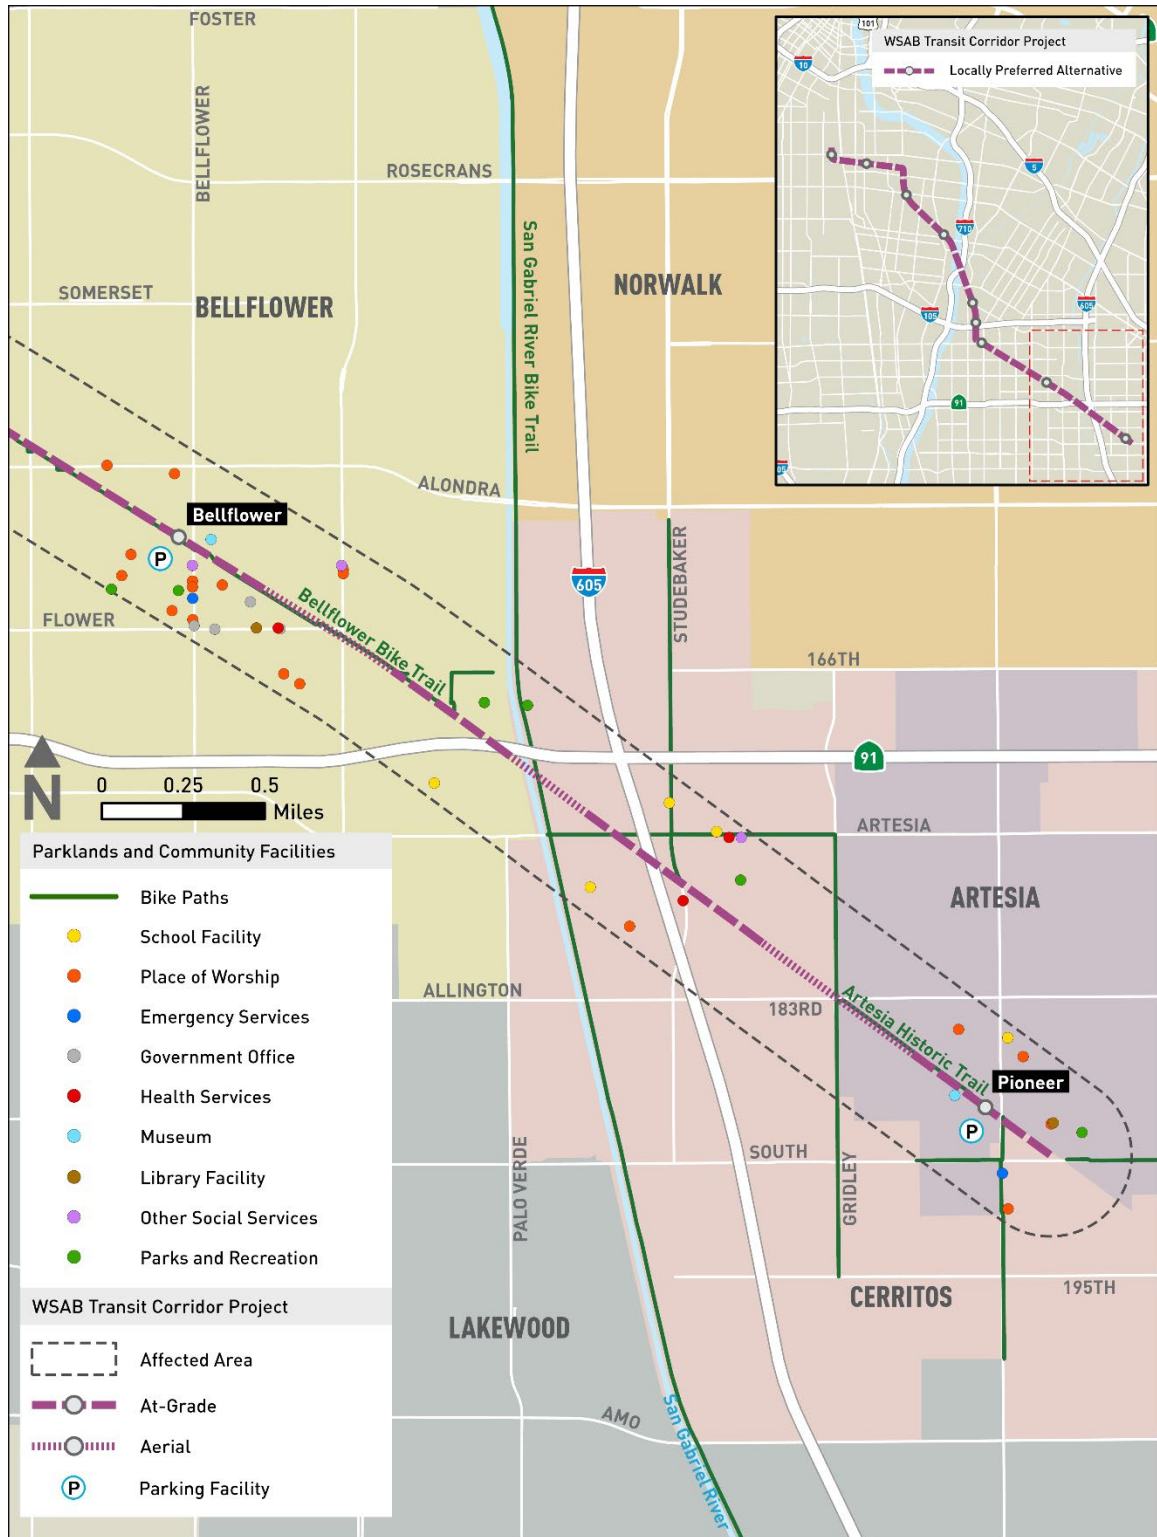 FOSTER
101
WSAB Transit Corridor Project
10
Locally Preferred Alternative
BELLFLOWER
ROSECRANS
5
San Gabriel River Bike Trail
710
NORWALK
SOMERSET
BELLFLOWER
605
105
91
ALONDRA
Bellflower
STUDEBAKER
605
Bellflower Bike Trail
P
FLOWER
166TH
91
N
0 0.25 0.5
Miles
ARTESIA
Parklands and Community Facilities
Bike Paths
ARTESIA
School Facility
Place of Worship
ALLINGTON
183RD
Artesia Historic Trail
Emergency Services
Government Office
Pioneer
Health Services
P
Museum
PALO VERDE
SOUTH
GRIDLEY
Library Facility
Other Social Services
Parks and Recreation
CERRITOS
195TH
WSAB Transit Corridor Project
LAKEWOOD
Affected Area
At-Grade
AMO
San Gabriel River
Aerial
P
Parking Facility